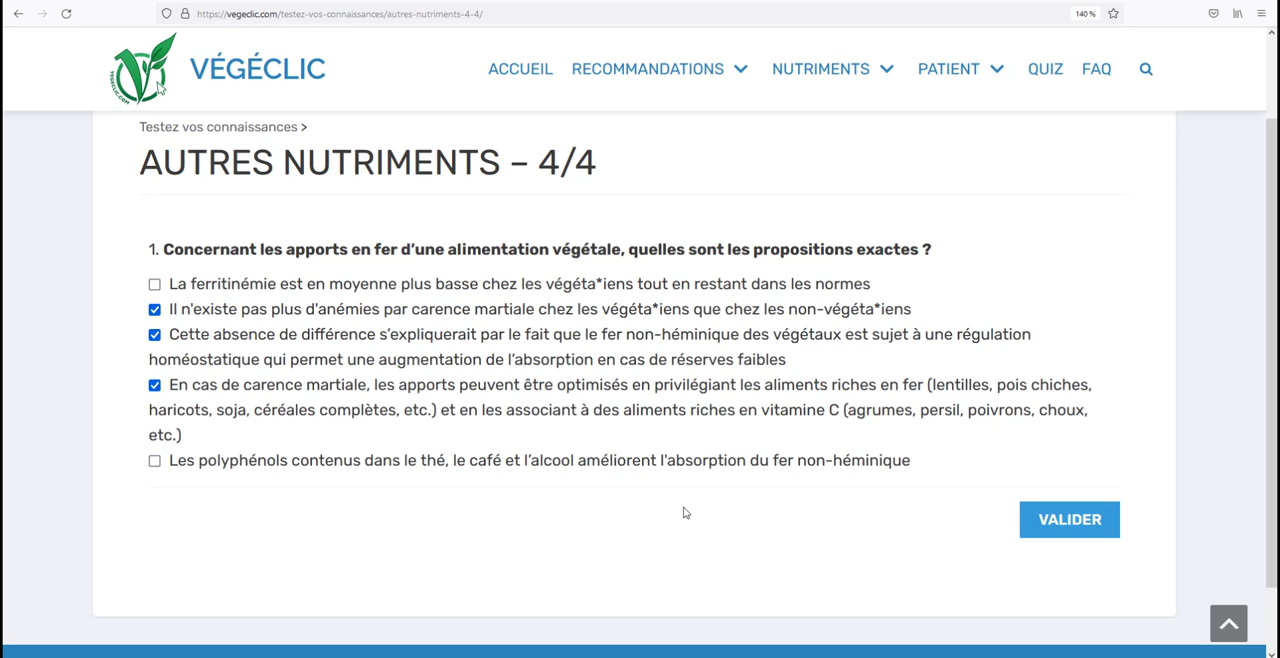 https://vegeclic.com/testez-vos-connaissances/autres-nutriments-4-4/ 140 %
VÉGÉCLIC ACCUEIL RECOMMANDATIONS NUTRIMENTS PATIENT QUIZ FAQ
VEGECLIC.COM
Testez vos connaissances >
AUTRES NUTRIMENTS – 4/4
1. Concernant les apports en fer d’une alimentation végétale, quelles sont les propositions exactes ?
La ferritinémie est en moyenne plus basse chez les végéta*iens tout en restant dans les normes
Il n'existe pas plus d'anémies par carence martiale chez les végéta*iens que chez les non-végéta*iens
Cette absence de différence s’expliquerait par le fait que le fer non-héminique des végétaux est sujet à une régulation
homéostatique qui permet une augmentation de l’absorption en cas de réserves faibles
En cas de carence martiale, les apports peuvent être optimisés en privilégiant les aliments riches en fer (lentilles, pois chiches,
haricots, soja, céréales complètes, etc.) et en les associant à des aliments riches en vitamine C (agrumes, persil, poivrons, choux,
etc.)
Les polyphénols contenus dans le thé, le café et l’alcool améliorent l'absorption du fer non-héminique
VALIDER